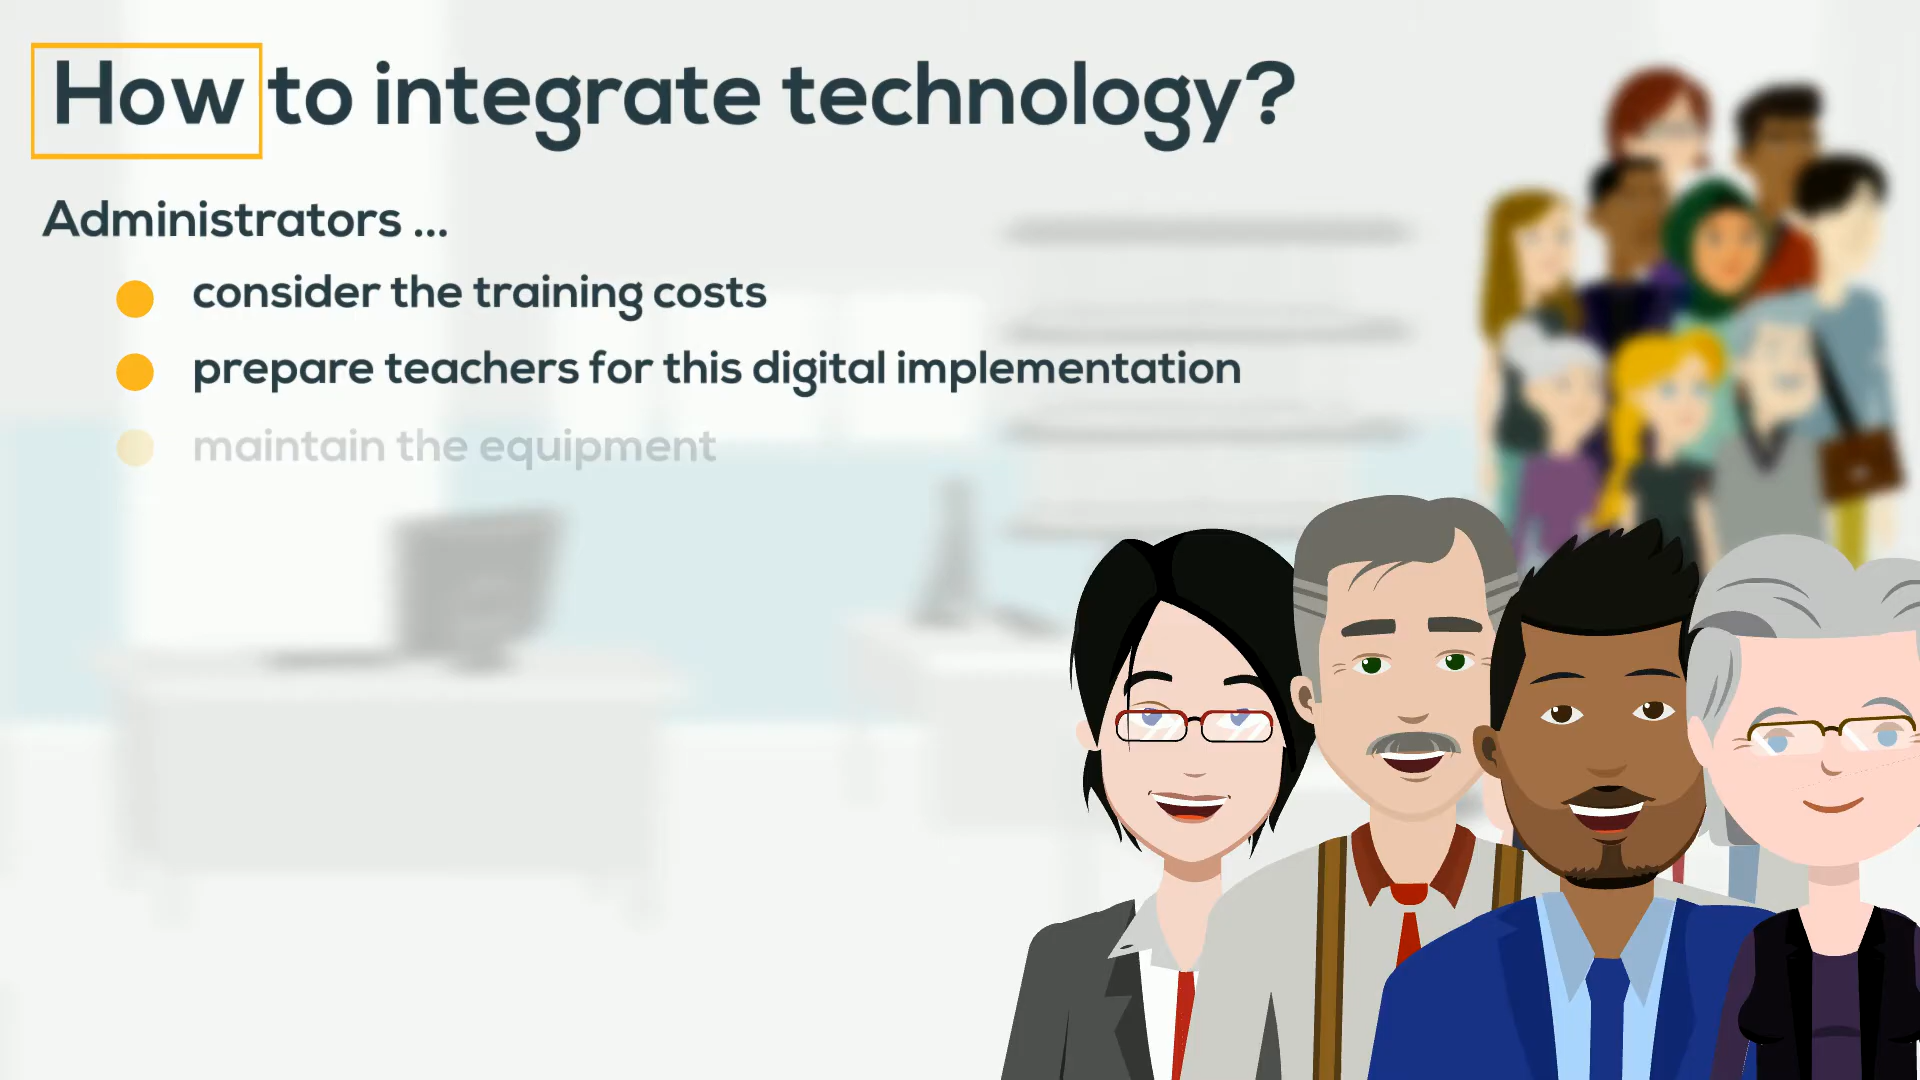 How to integrate technology?
Administrators ...
consider the training costs
prepare teachers for this digital implementation
maintain the equipment